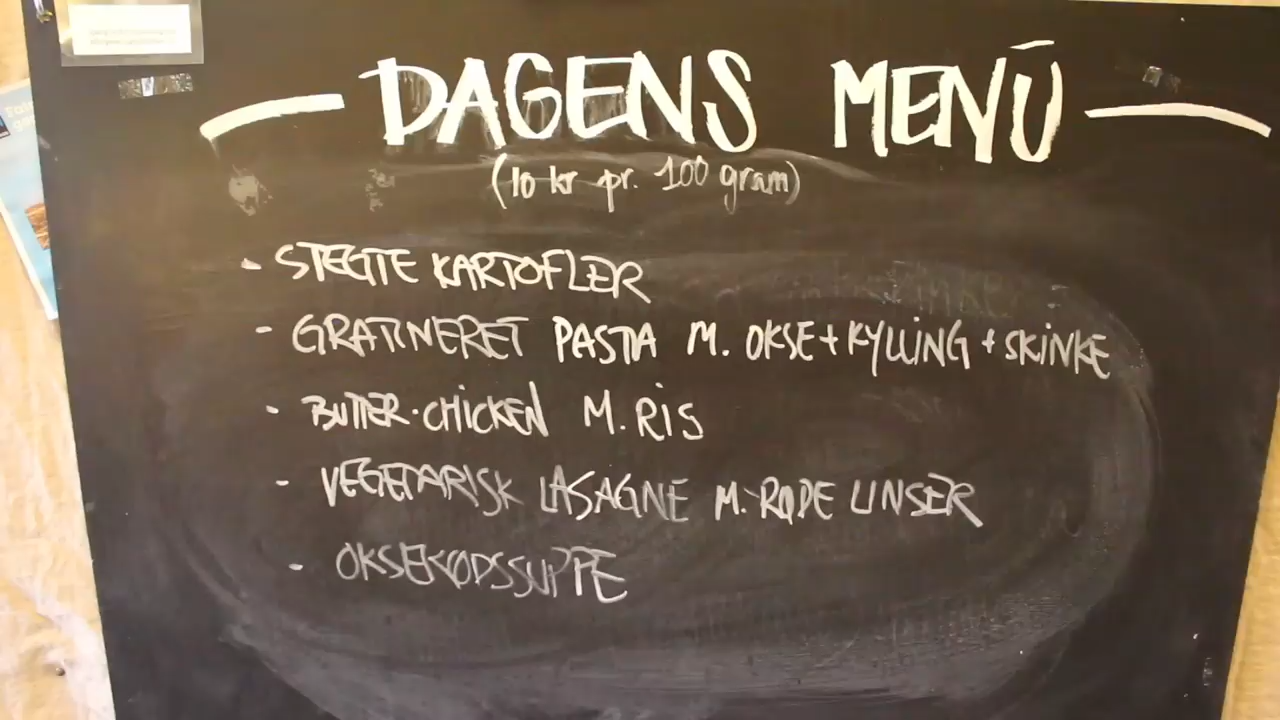 DAGENS MENU
(10 kr pr. 100 gram)
- STEGTE KARTOFLER
- GRATINERET PASTA M. OKSE + KYLLING + SKINKE
- BUTTER-CHICKEN M. RIS
- VEGETARISK LASAGNE M. RØDE LINSER
- OKSEKØDSSUPPE